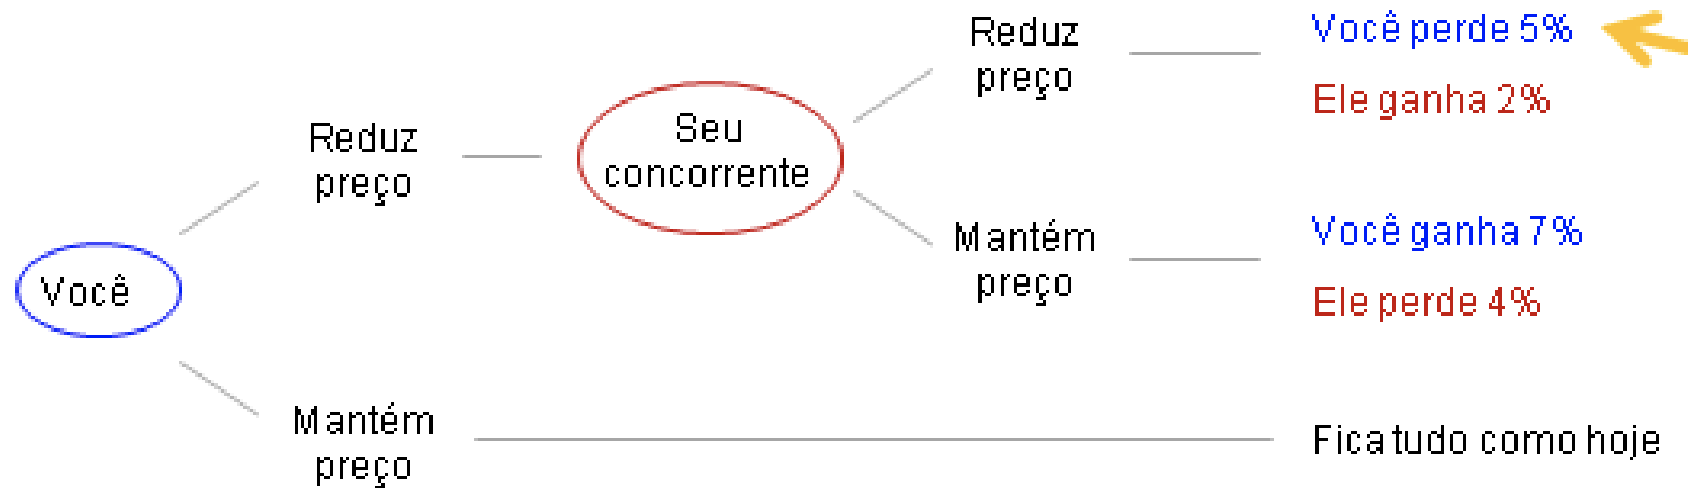 Você
Reduz
preço
Seu
concorrente
Reduz
preço
Você perde 5%
Ele ganha 2%
Mantém
preço
Você ganha 7%
Ele perde 4%
Mantém
preço
Fica tudo como hoje